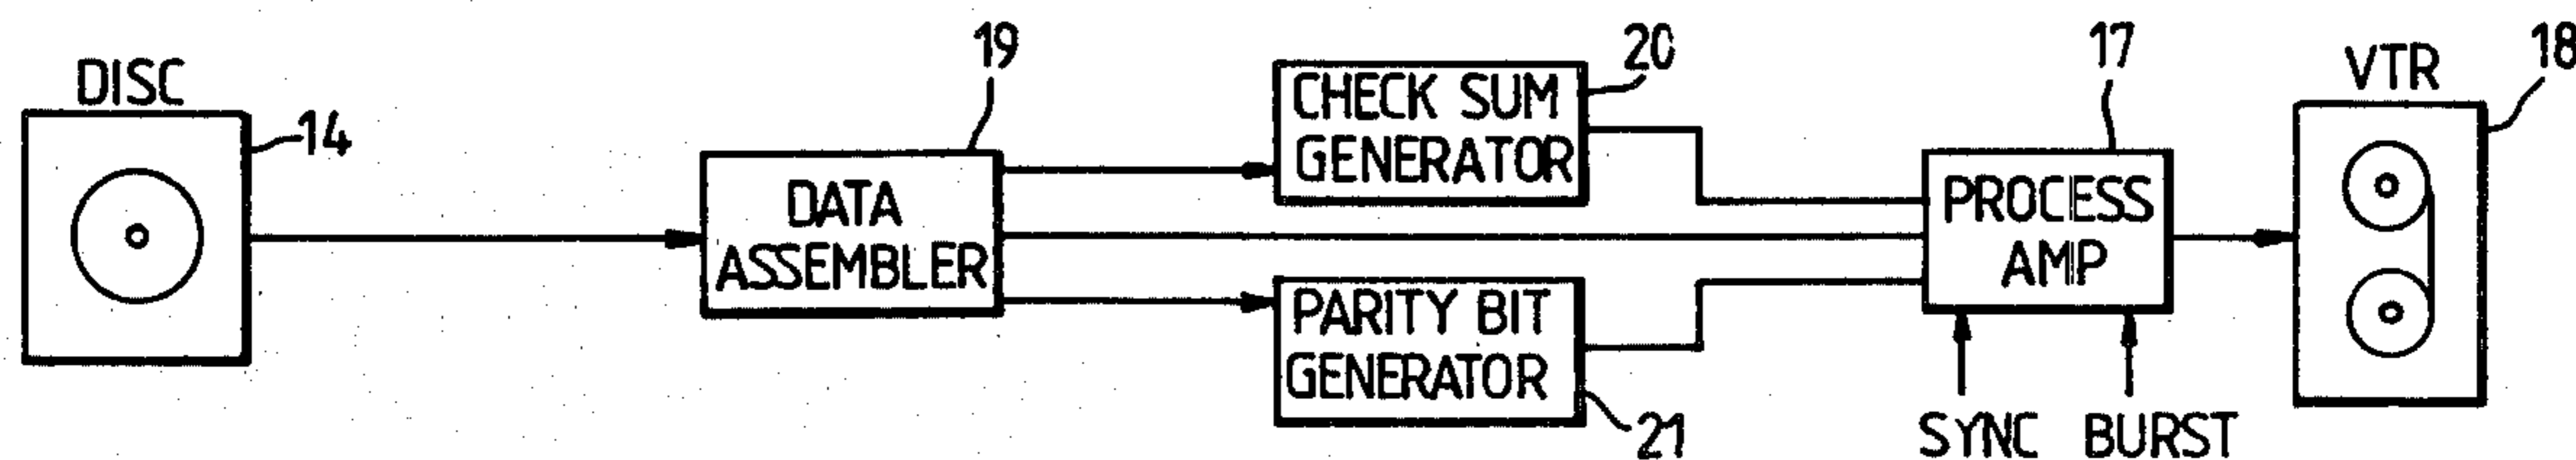 DISC
14
19
DATA
ASSEMBLER
20
CHECK SUM
GENERATOR
PARITY BIT
GENERATOR
21
17
PROCESS
AMP
SYNC
BURST
VTR
18